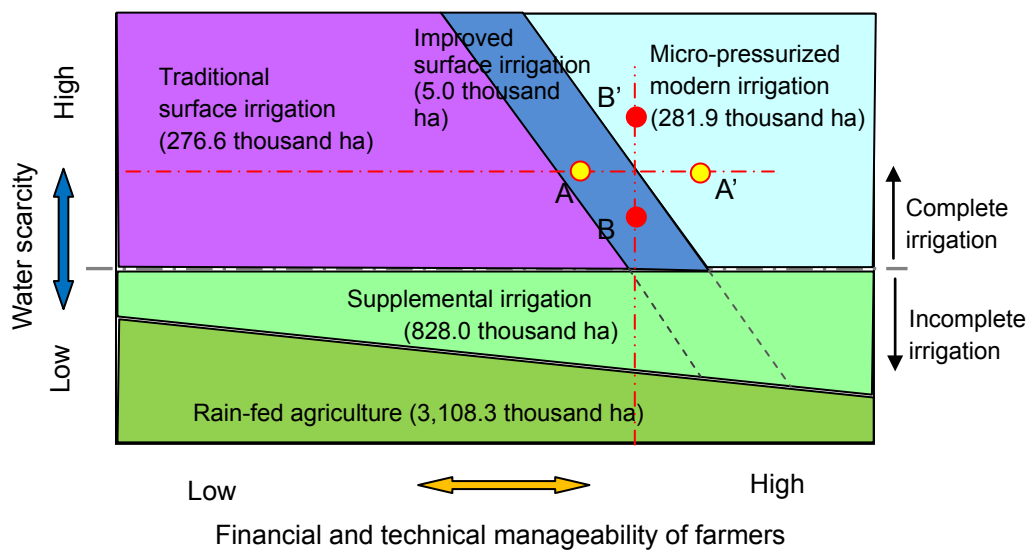 High
Water scarcity
Low
Traditional
surface irrigation
(276.6 thousand ha)
Improved
surface irrigation
(5.0 thousand
ha)
Micro-pressurized
modern irrigation
(281.9 thousand ha)
B’
A
A’
B
Complete
irrigation
Supplemental irrigation
(828.0 thousand ha)
Incomplete
irrigation
Rain-fed agriculture (3,108.3 thousand ha)
Low
High
Financial and technical manageability of farmers